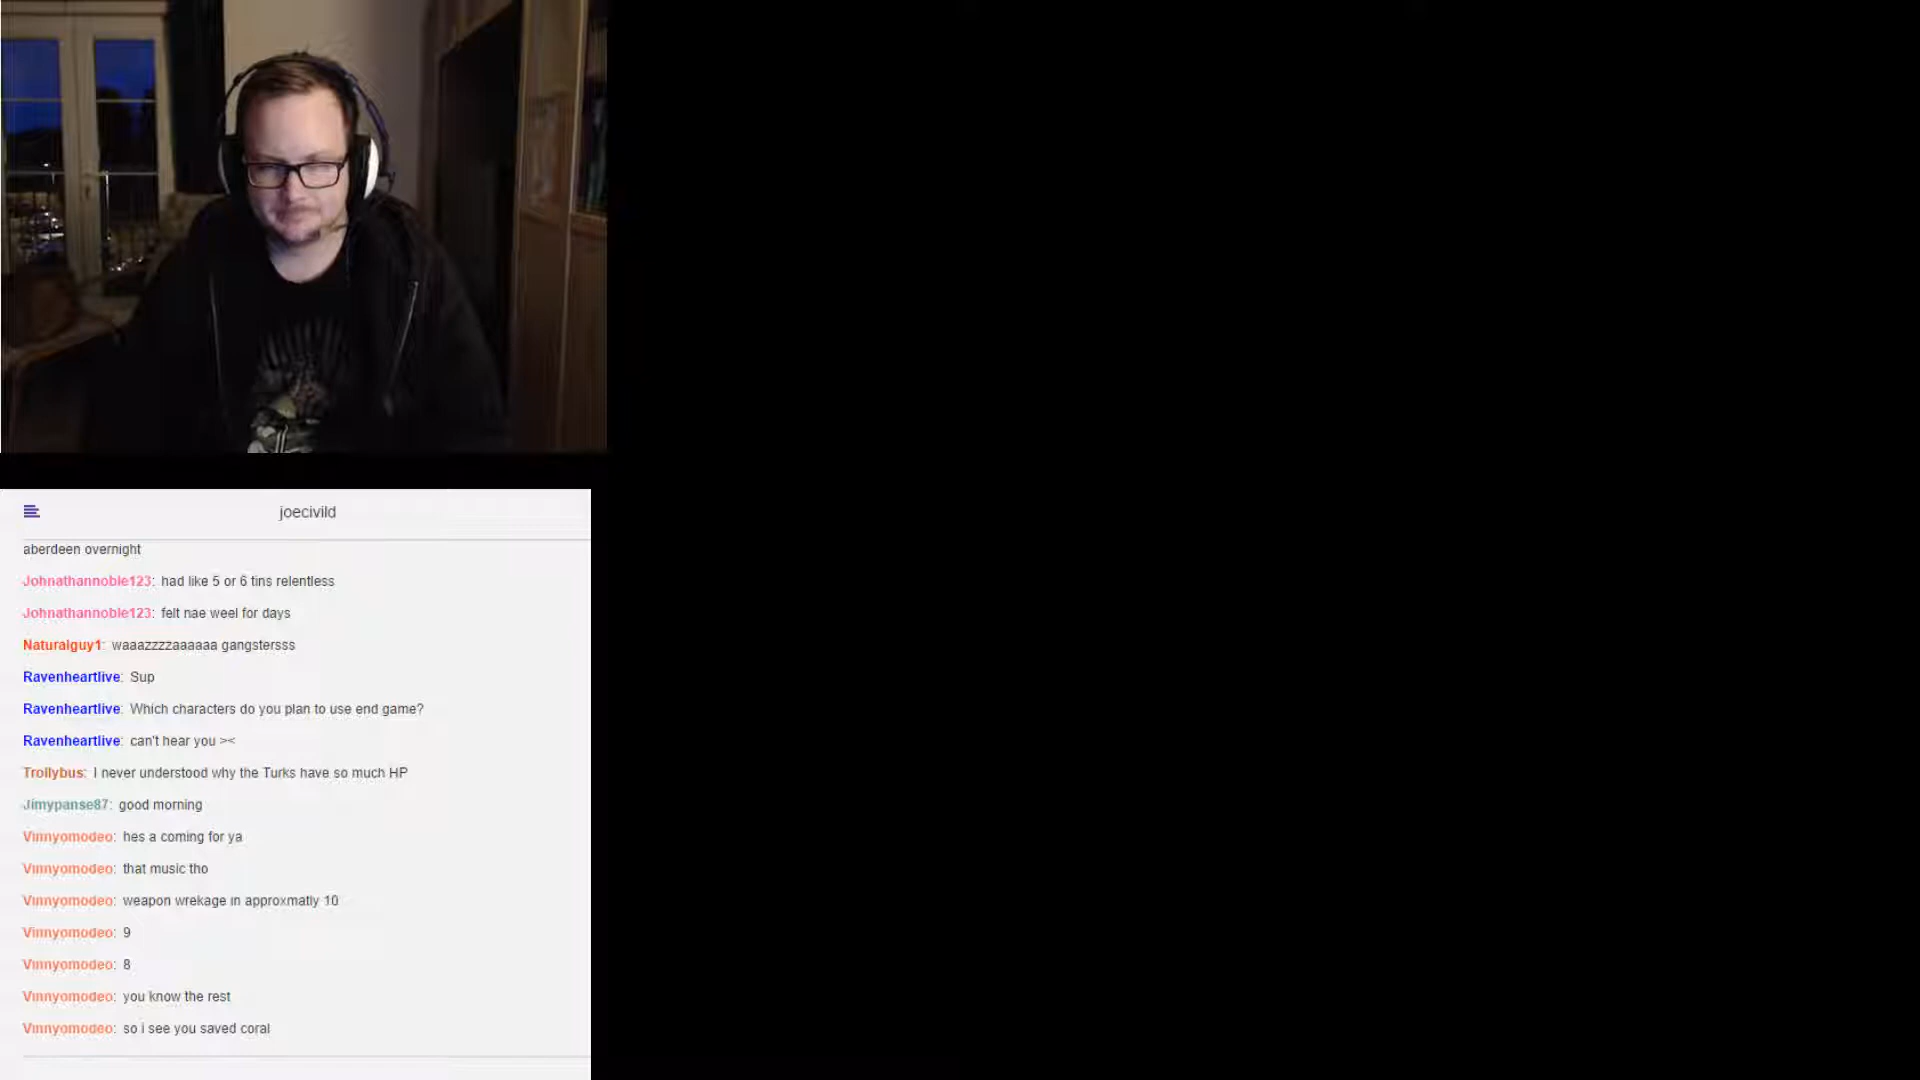 joecivild
aberdeen overnight
Johnathannoble123: had like 5 or 6 tins relentless
Johnathannoble123: felt nae weel for days
Naturalguy1: waaazzzzaaaaaa gangstersss
Ravenheartlive: Sup
Ravenheartlive: Which characters do you plan to use end game?
Ravenheartlive: can't hear you ><
Trollybus: I never understood why the Turks have so much HP
Jimypanse87: good morning
Vinnyomodeo: hes a coming for ya
Vinnyomodeo: that music tho
Vinnyomodeo: weapon wrekage in approxmatly 10
Vinnyomodeo: 9
Vinnyomodeo: 8
Vinnyomodeo: you know the rest
Vinnyomodeo: so i see you saved coral